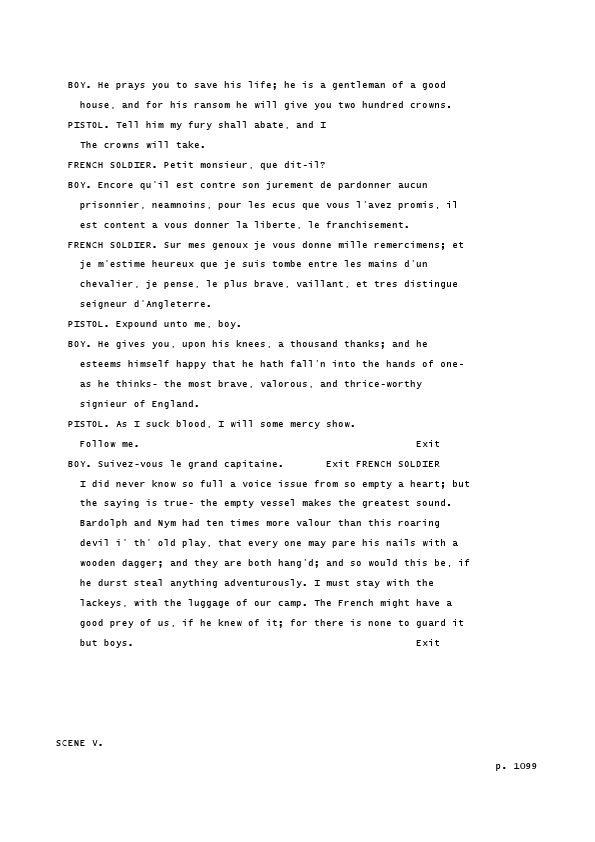 BOY. He prays you to save his life; he is a gentleman of a good
house, and for his ransom he will give you two hundred crowns.
PISTOL. Tell him my fury shall abate, and I
The crowns will take.
FRENCH SOLDIER. Petit monsieur, que dit-il?
BOY. Encore qu'il est contre son jurement de pardonner aucun
prisonnier, neamnoins, pour les ecus que vous l'avez promis, il
est content a vous donner la liberte, le franchisement.
FRENCH SOLDIER. Sur mes genoux je vous donne mille remercimens; et
je m'estime heureux que je suis tombe entre les mains d'un
chevalier, je pense, le plus brave, vaillant, et tres distingue
seigneur d'Angleterre.
PISTOL. Expound unto me, boy.
BOY. He gives you, upon his knees, a thousand thanks; and he
esteems himself happy that he hath fall'n into the hands of one-
as he thinks- the most brave, valorous, and thrice-worthy
signieur of England.
PISTOL. As I suck blood, I will some mercy show.
Follow me. Exit
BOY. Suivez-vous le grand capitaine. Exit FRENCH SOLDIER
I did never know so full a voice issue from so empty a heart; but
the saying is true- the empty vessel makes the greatest sound.
Bardolph and Nym had ten times more valour than this roaring
devil i' th' old play, that every one may pare his nails with a
wooden dagger; and they are both hang'd; and so would this be, if
he durst steal anything adventurously. I must stay with the
lackeys, with the luggage of our camp. The French might have a
good prey of us, if he knew of it; for there is none to guard it
but boys. Exit
SCENE V.
p. 1099